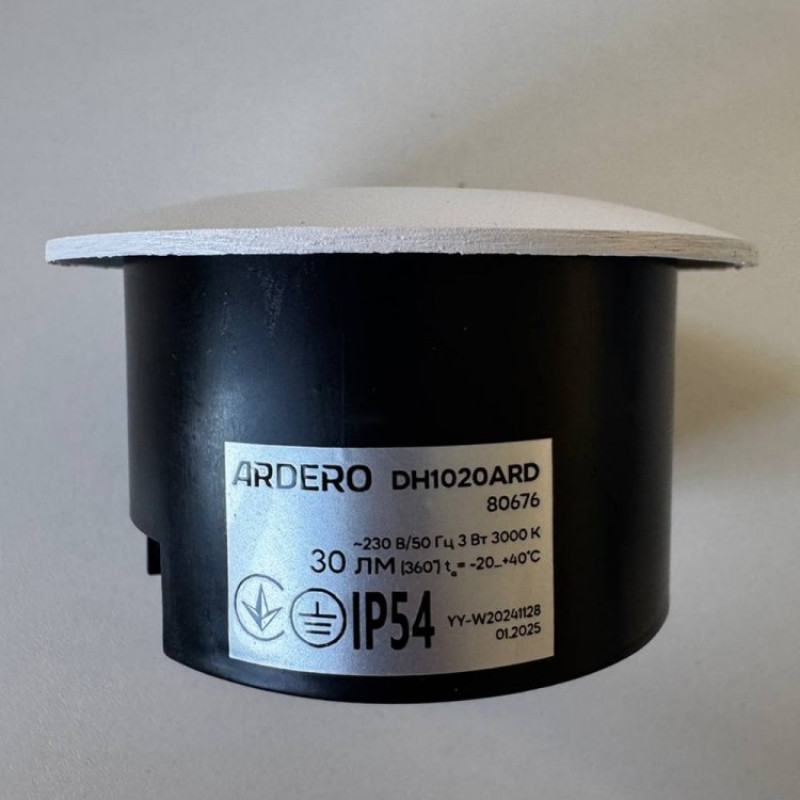 ARDERO DH1020ARD
80676
~230 В/50 Гц 3 Вт 3000 К
30 ЛМ (360°) tₐ= -20...+40°С
IP54
YY-W20241128
01.2025